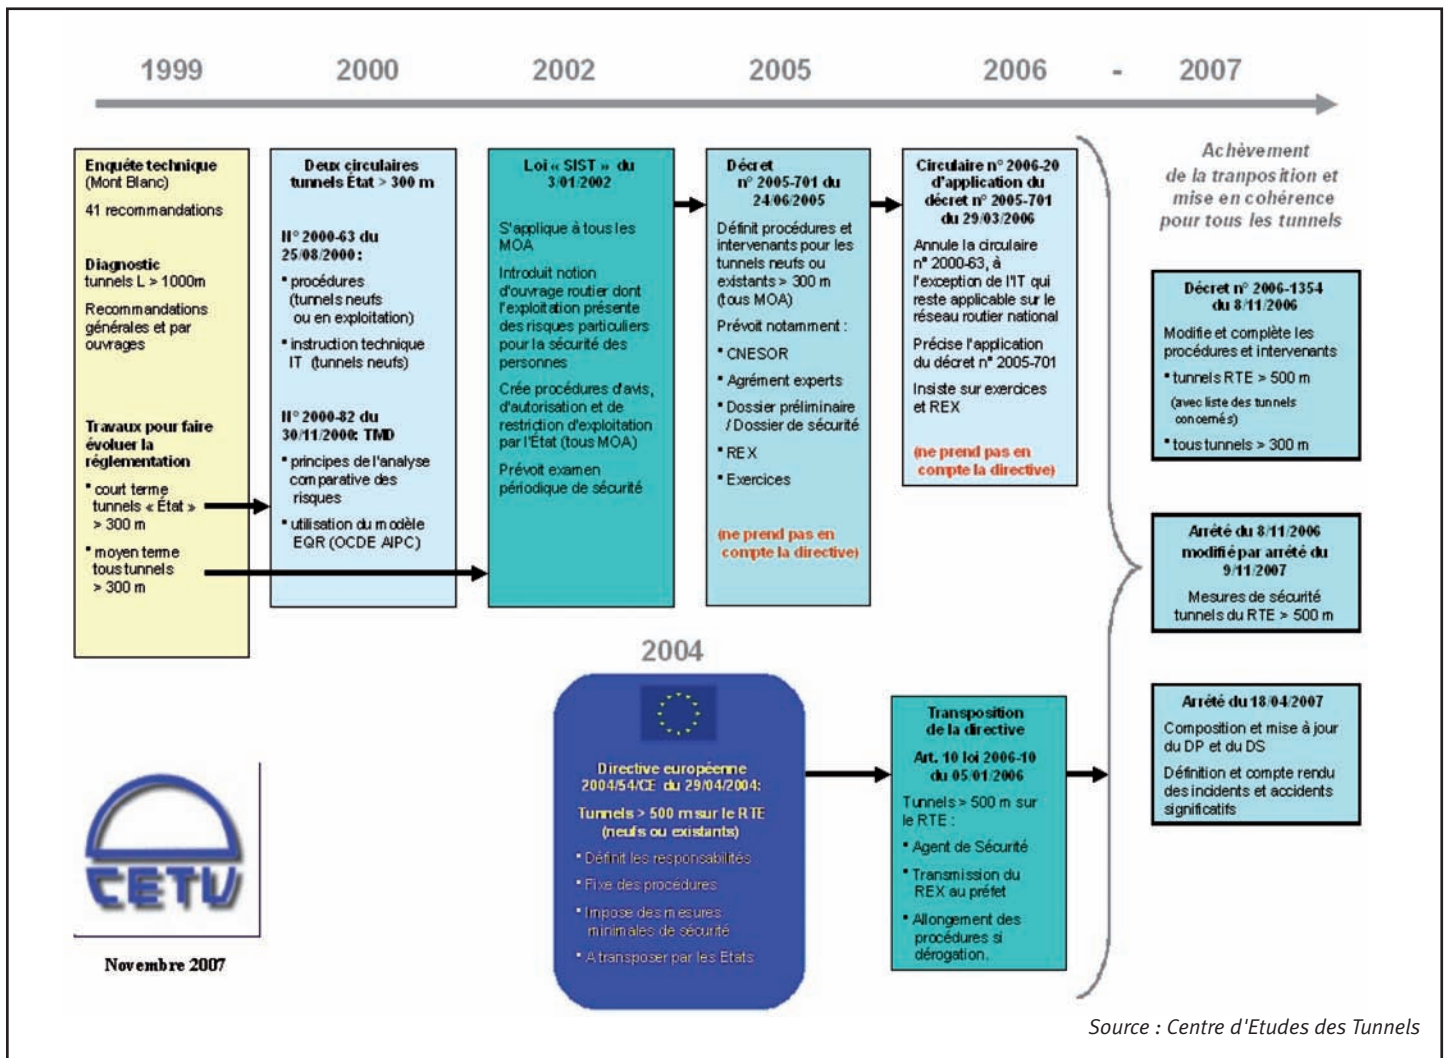 1999
2000
2002
2005
2006
-
2007
Enquéte technique
(Mont Blanc)
41 recommandations
Diagnostic
tunnels L > 1000m
Recommandations
générales et par
ouvrages
Travaux pour faire
évoluer la
réglementation
▪ court terme
tunnels « État »
> 300 m
▪ moyen terme
tous tunnels
> 300 m
Deux circulaires
tunnels État > 300 m
N° 2000-63 du
25/08/2000 :
▪ procédures
(tunnels neufs
ou en exploitation)
▪ instruction technique
IT (tunnels neufs)
N° 2000-82 du
30/11/2000: TMD
▪ principes de l'analyse
comparative des
risques
▪ utilisation du modèle
EQR (OCDE AIPC)
Loi « SIST » du
3/01/2002
S'applique à tous les
MOA
Introduit notion
d'ouvrage routier dont
l'exploitation présente
des risques particuliers
pour la sécurité des
personnes
Crée procédures d'avis,
d'autorisation et de
restriction d'exploitation
par l'État (tous MOA)
Prévoit examen
périodique de sécurité
Décret
n° 2005-701 du
24/06/2005
Définit procédures et
intervenants pour les
tunnels neufs ou
existants > 300 m
(tous MOA)
Prévoit notamment :
▪ CNESOR
▪ Agrément experts
▪ Dossier préliminaire
/ Dossier de sécurité
▪ REX
▪ Exercices
(ne prend pas en
compte la directive)
Circulaire n° 2006-20
d'application du
décret n° 2005-701
du 29/03/2006
Annule la circulaire
n° 2000-63, à
l'exception de l'IT qui
reste applicable sur le
réseau routier national
Précise l'application
du décret n° 2005-701
Insiste sur exercices
et REX
(ne prend pas en
compte la directive)
Achèvement
de la tranposition et
mise en cohérence
pour tous les tunnels
Décret n° 2006-1354
du 8/11/2006
Modifie et complète les
procédures et intervenants
▪ tunnels RTE > 500 m
(avec liste des tunnels
concernés)
▪ tous tunnels > 300 m
Arrété du 8/11/2006
modifié par arrété du
9/11/2007
Mesures de sécurité
tunnels du RTE > 500 m
Arrété du 18/04/2007
Composition et mise à jour
du DP et du DS
Définition et compte rendu
des incidents et accidents
significatifs
2004
Directive européenne
2004/54/CE du 29/04/2004:
Tunnels > 500 m sur le RTE
(neufs ou existants)
▪ Définit les responsabilités
▪ Fixe des procédures
▪ Impose des mesures
minimales de sécurité
▪ A transposer par les Etats
Transposition
de la directive
Art. 10 loi 2006-10
du 05/01/2006
Tunnels > 500 m sur
le RTE :
▪ Agent de Sécurité
▪ Transmission du
REX au préfet
▪ Allongement des
procédures si
dérogation.
CETU
Novembre 2007
Source : Centre d'Etudes des Tunnels